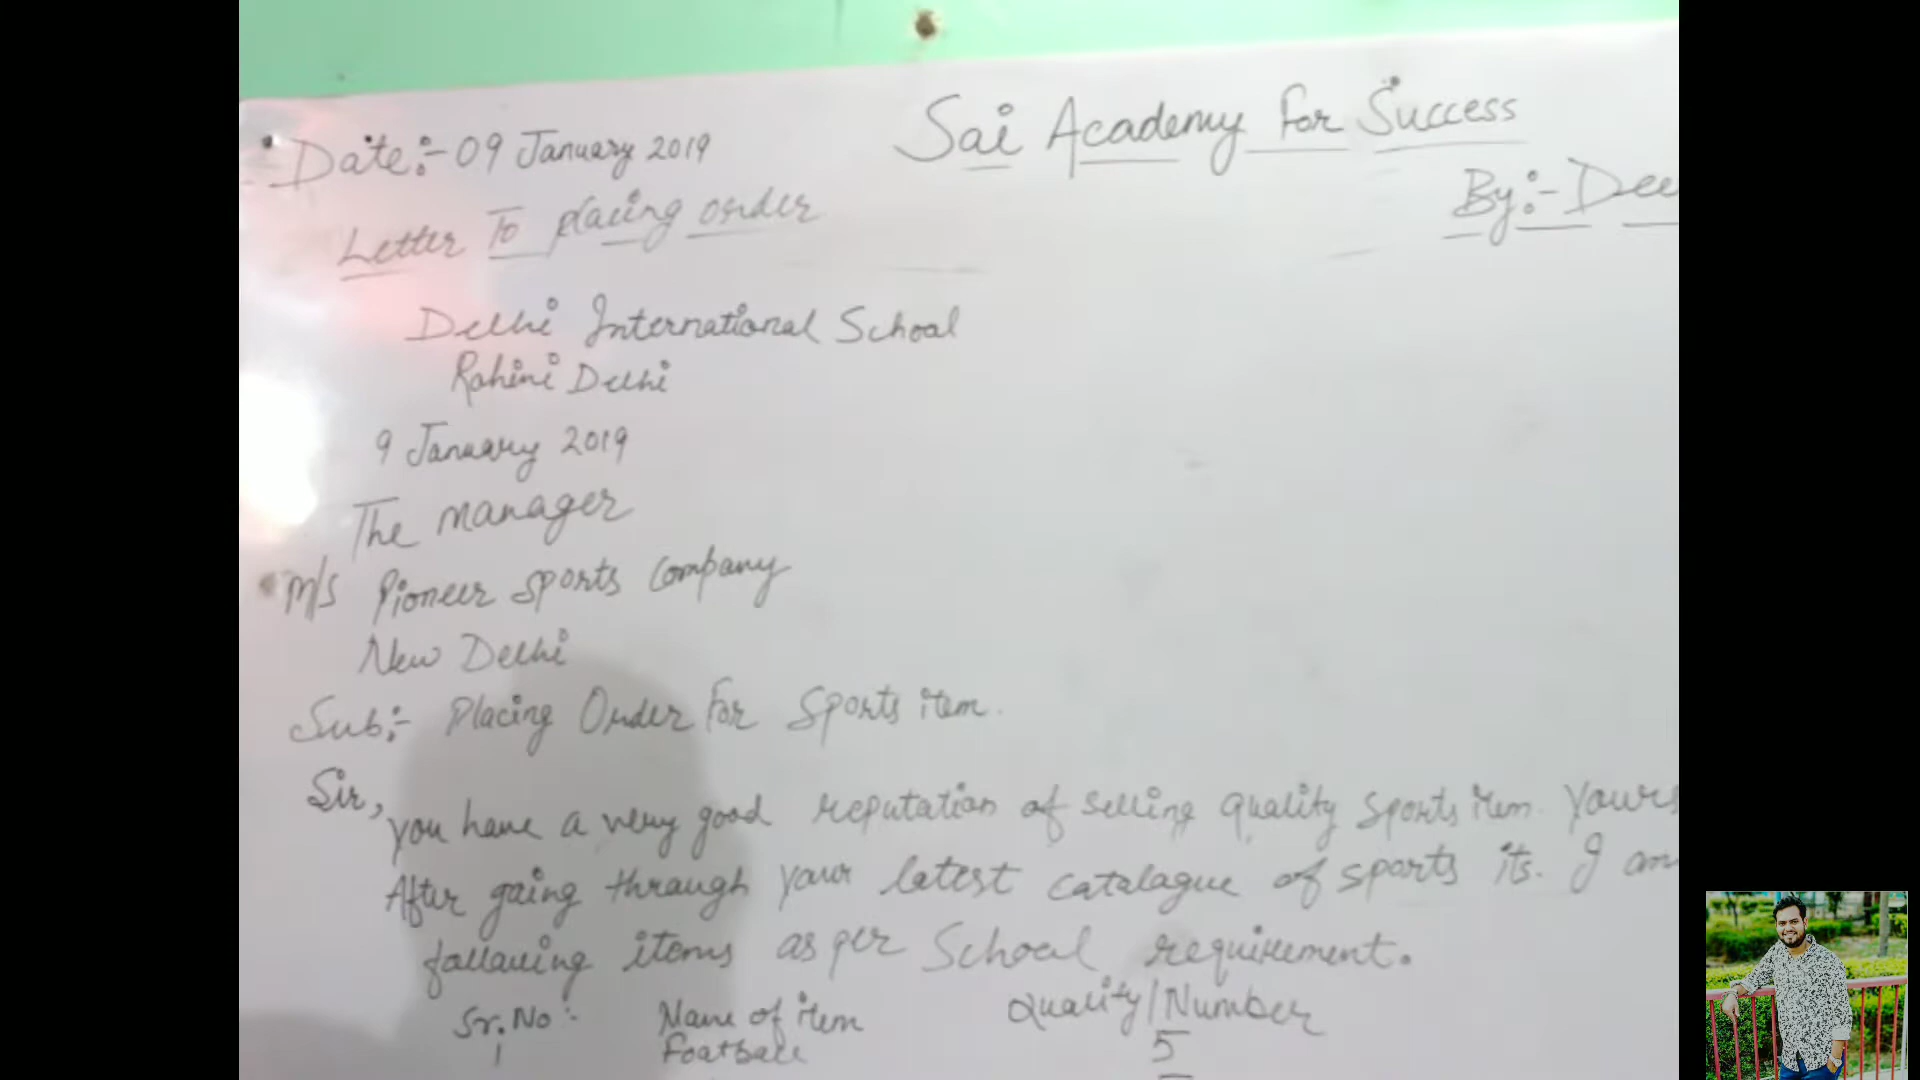 Date:- 09 January 2019
Sai Academy For Success
By:- Dee
Letter To placing order
Delhi International School
Rohini Delhi
9 January 2019
The manager
M/s Pioneer Sports Company
New Delhi
Sub:- Placing Order For Sports item.
Sir,
you have a very good reputation of selling quality sports item. Yours
After going through your latest catalogue of sports its. I am
following items as per School requirement.
Sr. No:- Name of item Quality/Number
1 Football 5